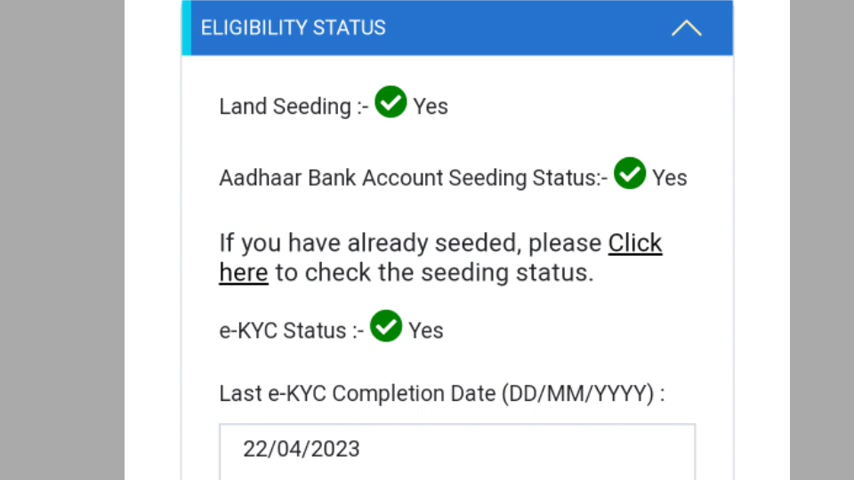 ELIGIBILITY STATUS
Land Seeding :- Yes
Aadhaar Bank Account Seeding Status:- Yes
If you have already seeded, please Click
here to check the seeding status.
e-KYC Status :- Yes
Last e-KYC Completion Date (DD/MM/YYYY) :
22/04/2023